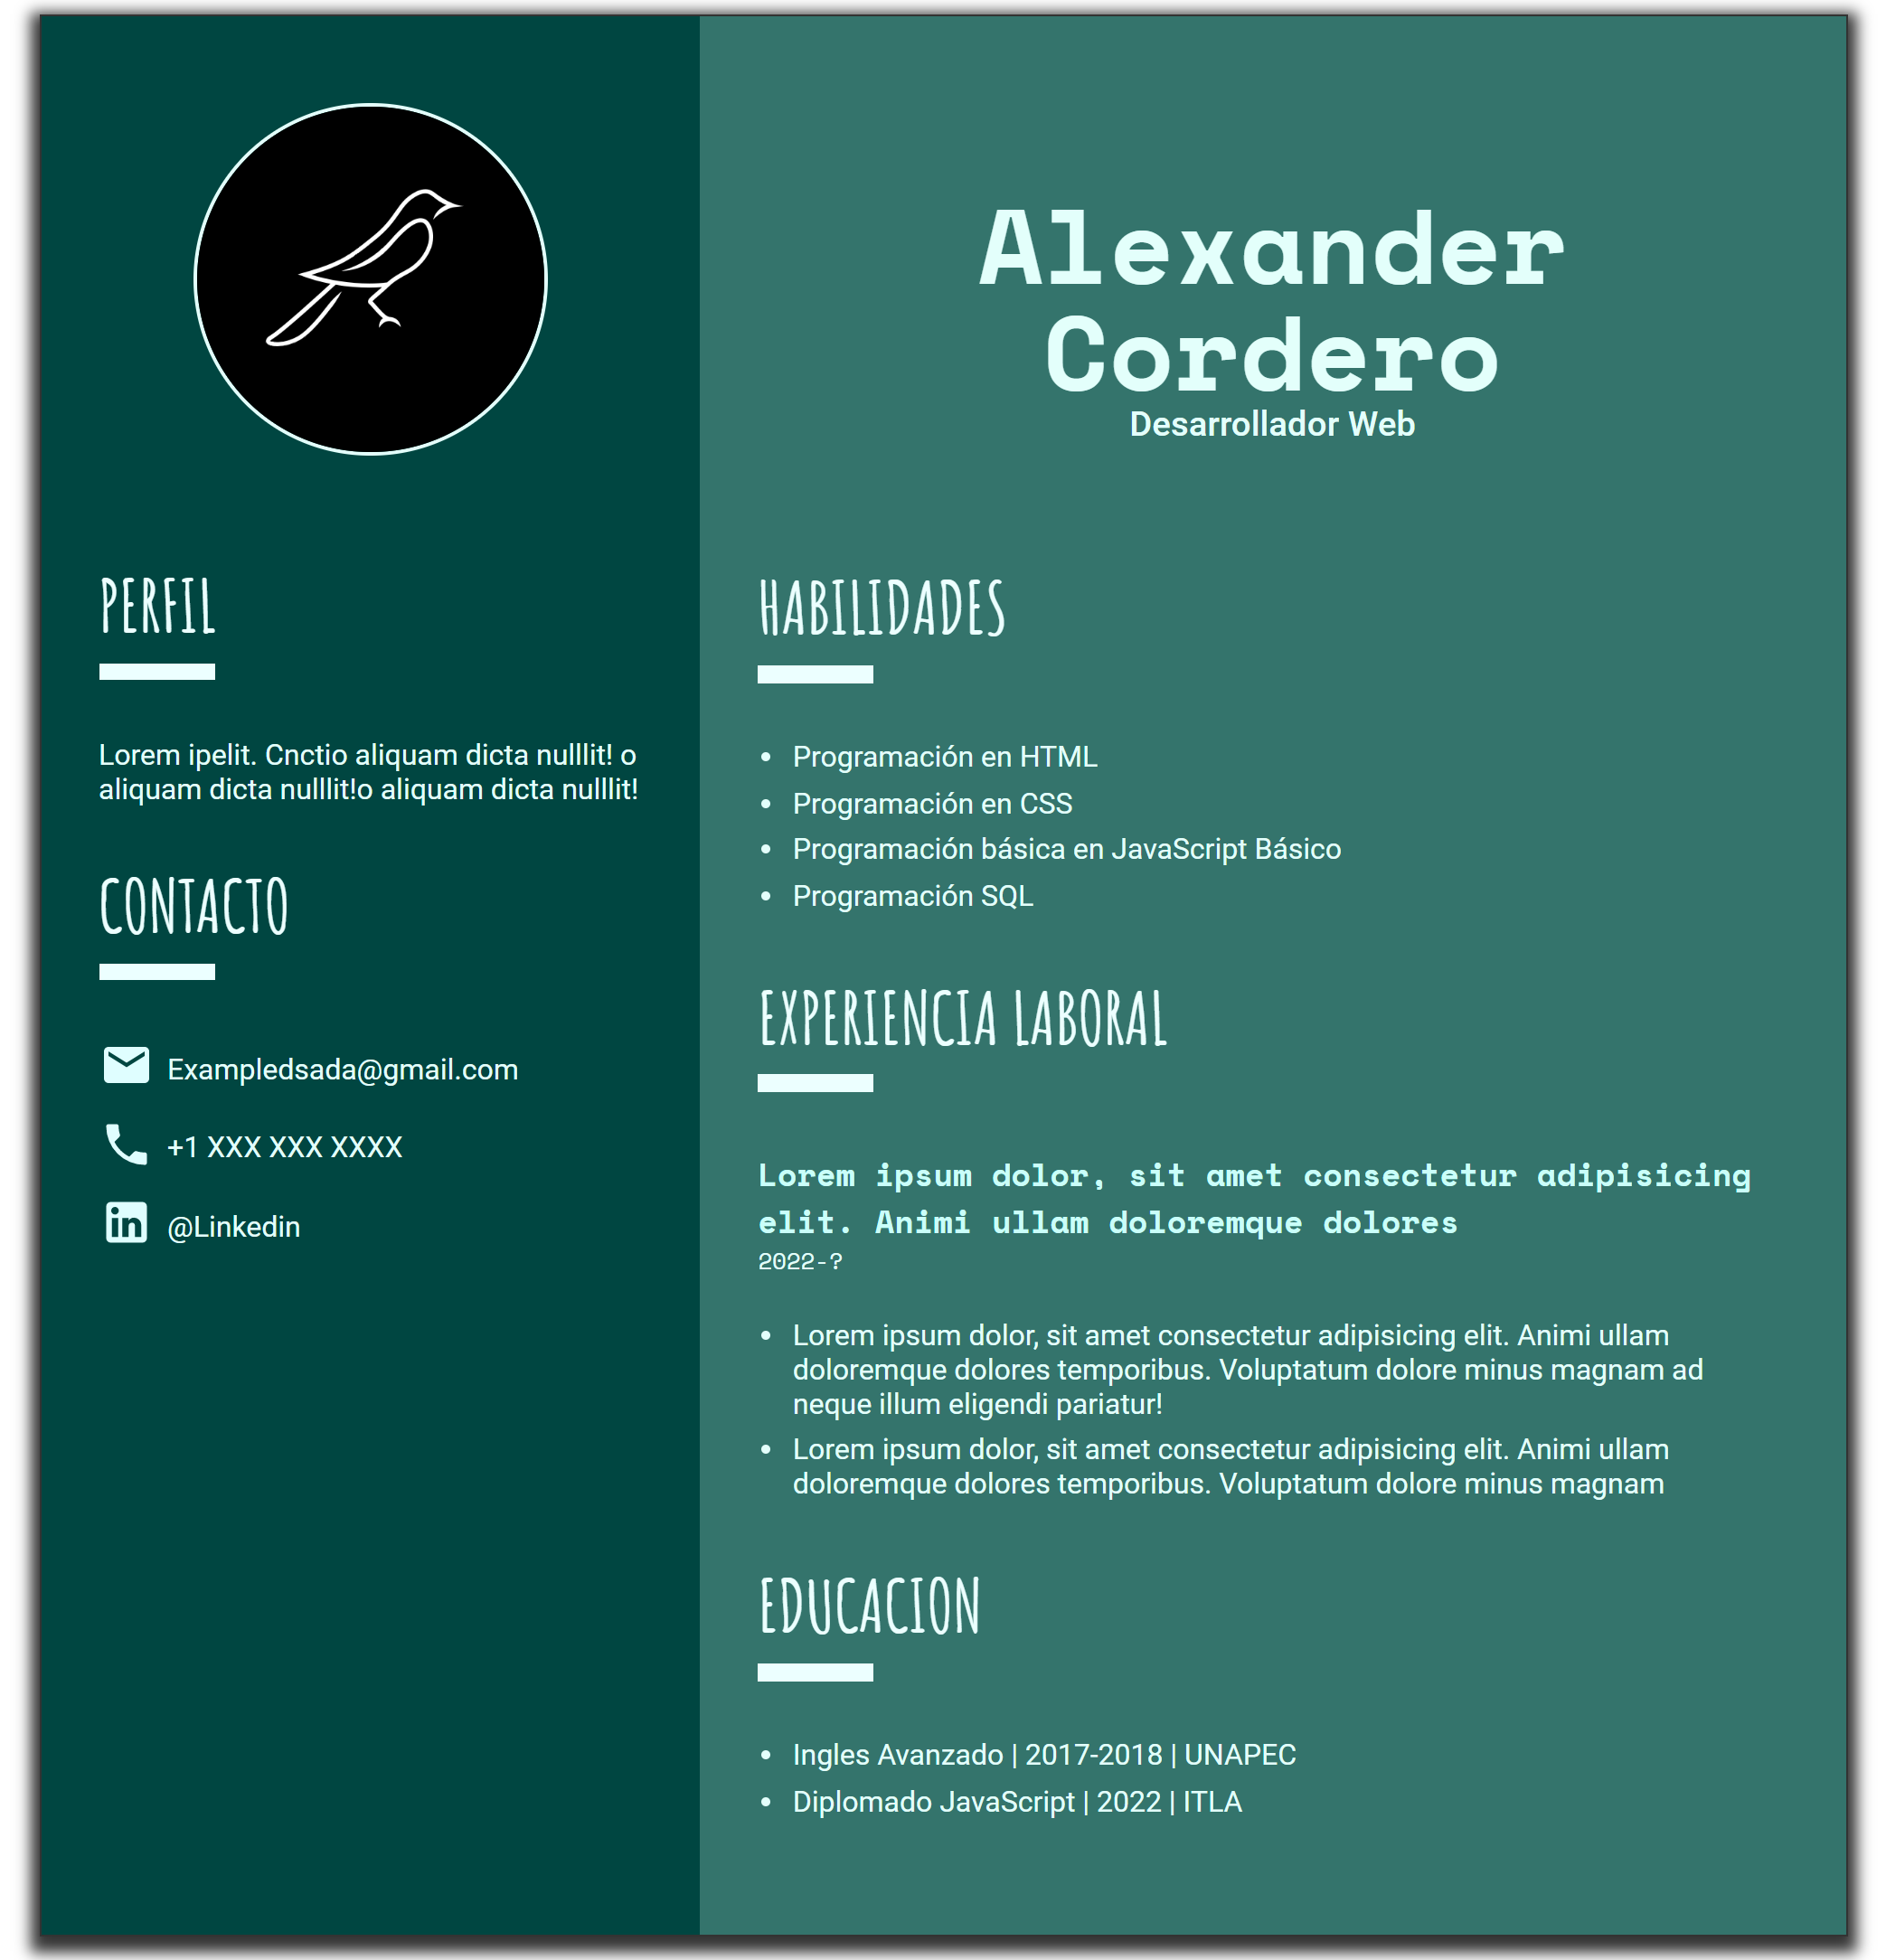 Alexander
Cordero
Desarrollador Web
PERFIL
Lorem ipelit. Cnctio aliquam dicta nulllit! o
aliquam dicta nulllit!o aliquam dicta nulllit!
CONTACTO
Exampledsada@gmail.com
+1 XXX XXX XXXX
in @Linkedin
HABILIDADES
• Programación en HTML
• Programación en CSS
• Programación básica en JavaScript Básico
• Programación SQL
EXPERIENCIA LABORAL
Lorem ipsum dolor, sit amet consectetur adipisicing
elit. Animi ullam doloremque dolores
2022-?
• Lorem ipsum dolor, sit amet consectetur adipisicing elit. Animi ullam
doloremque dolores temporibus. Voluptatum dolore minus magnam ad
neque illum eligendi pariatur!
• Lorem ipsum dolor, sit amet consectetur adipisicing elit. Animi ullam
doloremque dolores temporibus. Voluptatum dolore minus magnam
EDUCACION
• Ingles Avanzado | 2017-2018 | UNAPEC
• Diplomado JavaScript | 2022 | ITLA